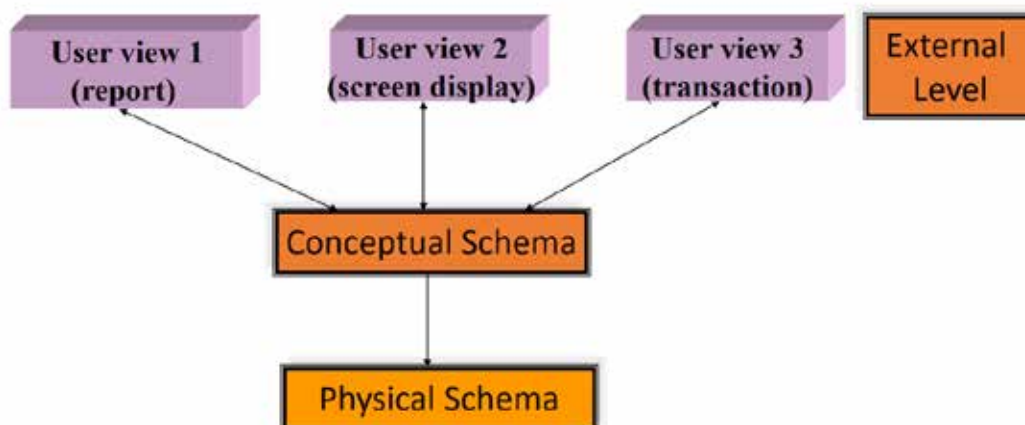 User view 1
(report)
User view 2
(screen display)
User view 3
(transaction)
External
Level
Conceptual Schema
Physical Schema